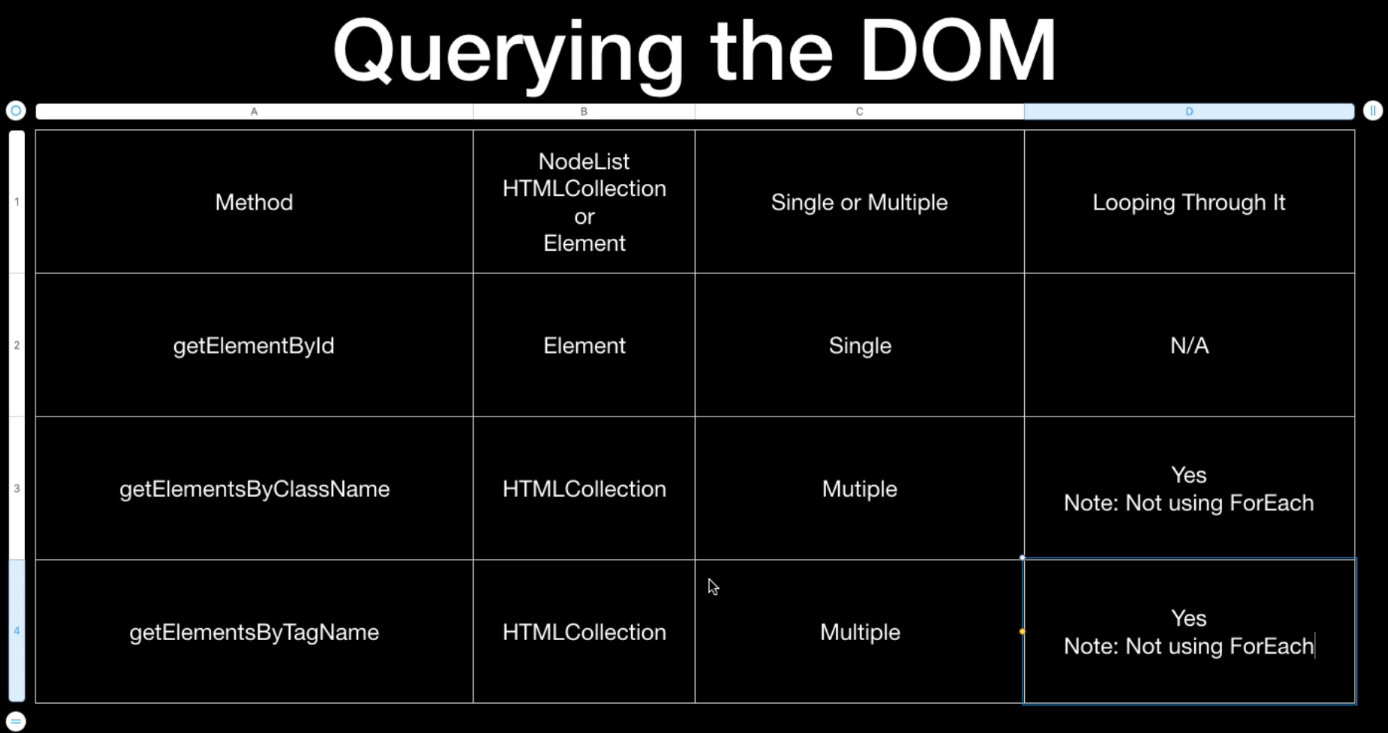 Querying the DOM
A
B
C
D
1
Method
NodeList
HTMLCollection
or
Element
Single or Multiple
Looping Through It
2
getElementById
Element
Single
N/A
3
getElementsByClassName
HTMLCollection
Mutiple
Yes
Note: Not using ForEach
4
getElementsByTagName
HTMLCollection
Multiple
Yes
Note: Not using ForEach